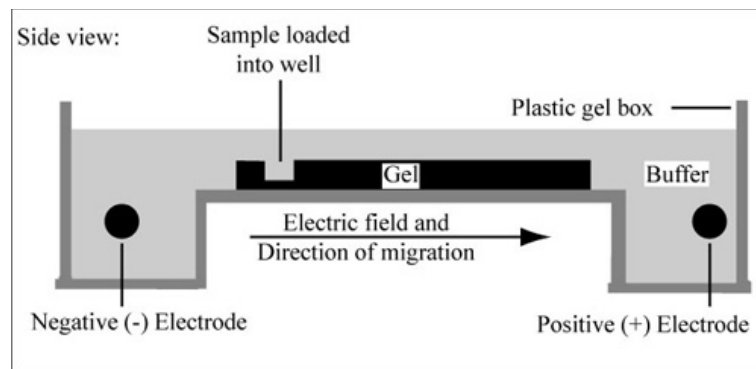 Side view:
Sample loaded
into well
Plastic gel box
Gel
Buffer
Electric field and
Direction of migration
Negative (-) Electrode
Positive (+) Electrode